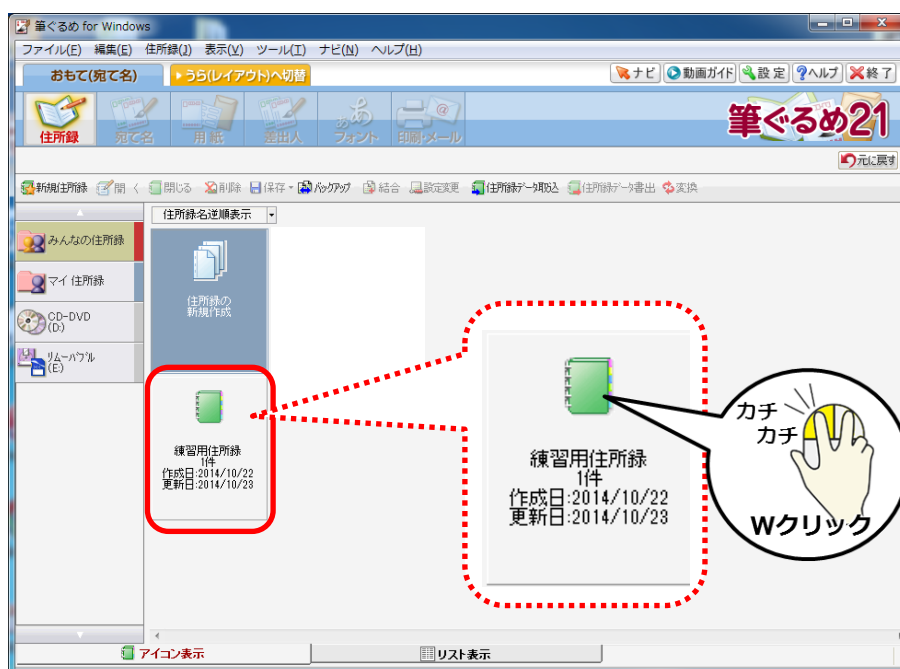 筆ぐるめ for Windows
ファイル(F) 編集(E) 住所録(J) 表示(V) ツール(T) ナビ(N) ヘルプ(H)
おもて(宛て名) うら(レイアウト)へ切替 ナビ 動画ガイド 設定 ?ヘルプ 終了
住所録 宛て名 用紙 差出人 フォント 印刷・メール
筆ぐるめ21
元に戻す
新規住所録 開く 閉じる 削除 保存 バックアップ 結合 設定変更 住所録データ取込 住所録データ書出 変換
住所録名逆順表示
みんなの住所録
マイ 住所録
CD-DVD
(D:)
リムーバブル
(E:)
住所録の
新規作成
練習用住所録
1件
作成日:2014/10/22
更新日:2014/10/23
練習用住所録
1件
作成日:2014/10/22
更新日:2014/10/23
カチ
カチ
Wクリック
アイコン表示 リスト表示